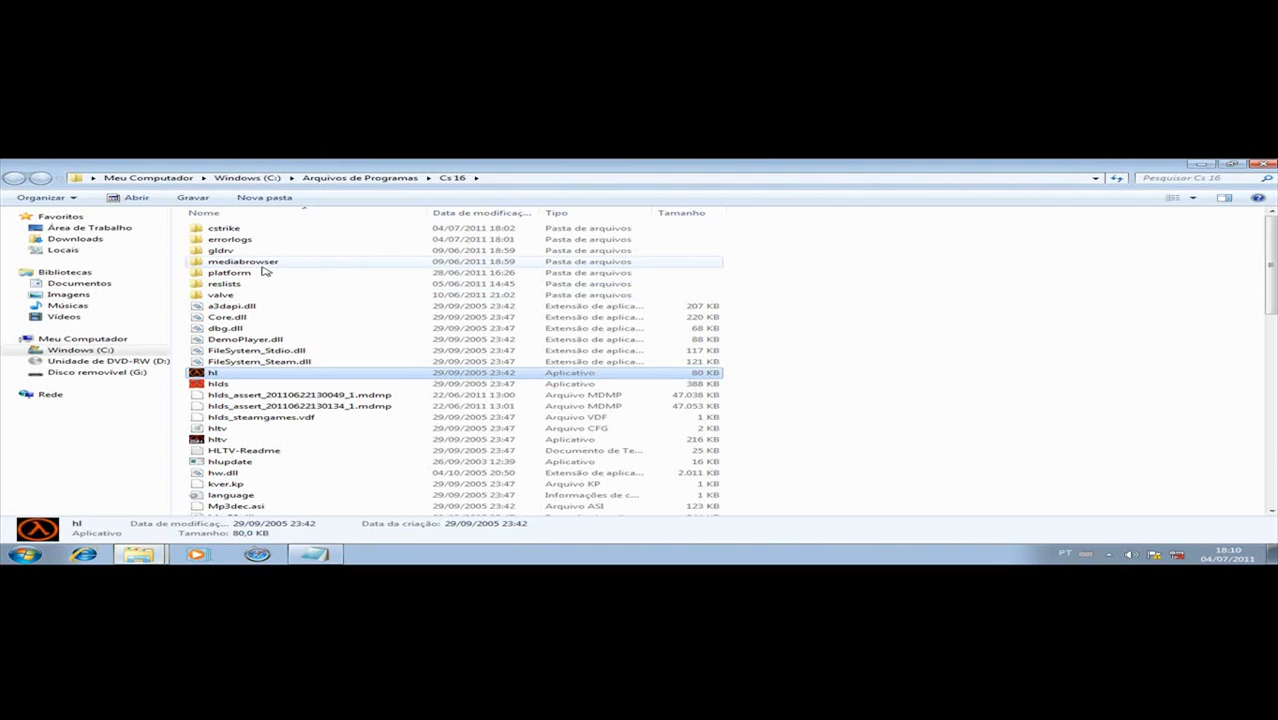 Meu Computador Windows (C:) Arquivos de Programas Cs 16 Pesquisar Cs 16
Organizar Abrir Gravar Nova pasta
Favoritos
Área de Trabalho
Downloads
Locais
Bibliotecas
Documentos
Imagens
Músicas
Vídeos
Meu Computador
Windows (C:)
Unidade de DVD-RW (D:)
Disco removível (G:)
Rede
Nome Data de modificaç... Tipo Tamanho
cstrike 04/07/2011 18:02 Pasta de arquivos
errorlogs 04/07/2011 18:01 Pasta de arquivos
gldrv 09/06/2011 18:59 Pasta de arquivos
mediabrowser 09/06/2011 18:59 Pasta de arquivos
platform 28/06/2011 16:26 Pasta de arquivos
reslists 05/06/2011 14:45 Pasta de arquivos
valve 10/06/2011 21:02 Pasta de arquivos
a3dapi.dll 29/09/2005 23:42 Extensão de aplica... 207 KB
Core.dll 29/09/2005 23:42 Extensão de aplica... 220 KB
dbg.dll 29/09/2005 23:42 Extensão de aplica... 68 KB
DemoPlayer.dll 29/09/2005 23:42 Extensão de aplica... 88 KB
FileSystem_Stdio.dll 29/09/2005 23:47 Extensão de aplica... 117 KB
FileSystem_Steam.dll 29/09/2005 23:42 Extensão de aplica... 121 KB
hl 29/09/2005 23:42 Aplicativo 80 KB
hlds 29/09/2005 23:47 Aplicativo 388 KB
hlds_assert_20110622130049_1.mdmp 22/06/2011 13:00 Arquivo MDMP 47.038 KB
hlds_assert_20110622130134_1.mdmp 22/06/2011 13:01 Arquivo MDMP 47.053 KB
hlds_steamgames.vdf 29/09/2005 23:47 Arquivo VDF 1 KB
hltv 29/09/2005 23:47 Arquivo CFG 2 KB
hltv 29/09/2005 23:47 Aplicativo 216 KB
HLTV-Readme 29/09/2005 23:47 Documento de Te... 25 KB
hlupdate 26/09/2003 12:39 Aplicativo 16 KB
hw.dll 04/10/2005 20:50 Extensão de aplica... 2.011 KB
kver.kp 29/09/2005 23:47 Arquivo KP 1 KB
language 29/09/2005 23:47 Informações de c... 1 KB
Mp3dec.asi 29/09/2005 23:47 Arquivo ASI 123 KB
hl Data de modificaç... 29/09/2005 23:42 Data da criação: 29/09/2005 23:42
Aplicativo Tamanho: 80,0 KB
PT 18:10
04/07/2011